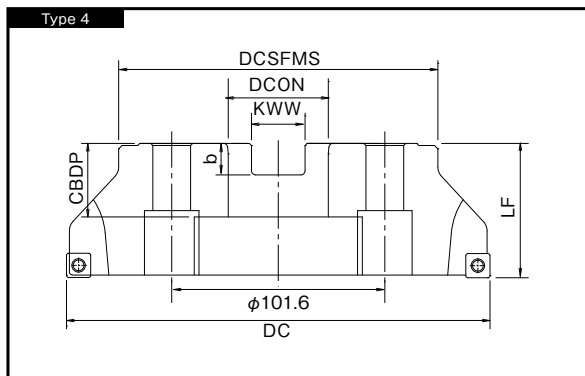 Type 4
DCSFMS
DCON
KWW
CBDP
b
LF
φ101.6
DC